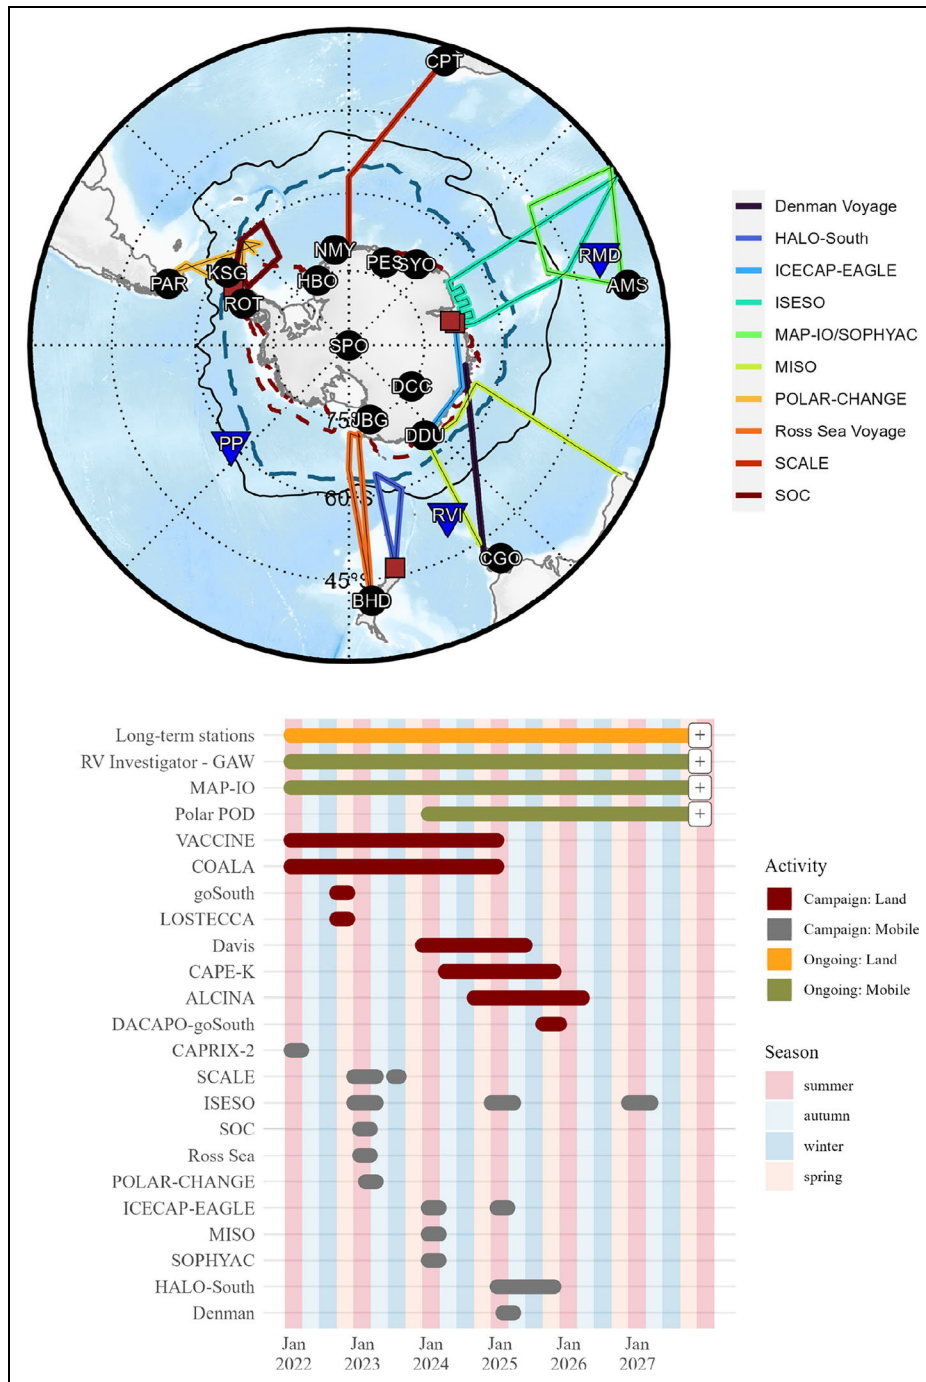 CPT
RMD
AMS
NMY
PES
SYO
PAR
KSG
HBO
ROT
SPO
DCC
JBG
75°S
DDU
PP
60°S
RVI
CGO
45°S
BHD
Denman Voyage
HALO-South
ICECAP-EAGLE
ISESO
MAP-IO/SOPHYAC
MISO
POLAR-CHANGE
Ross Sea Voyage
SCALE
SOC
Long-term stations
+
RV Investigator - GAW
+
MAP-IO
+
Polar POD
+
VACCINE
COALA
goSouth
LOSTECCA
Davis
CAPE-K
ALCINA
DACAPO-goSouth
CAPRIX-2
SCALE
ISESO
SOC
Ross Sea
POLAR-CHANGE
ICECAP-EAGLE
MISO
SOPHYAC
HALO-South
Denman
Jan Jan Jan Jan Jan Jan
2022 2023 2024 2025 2026 2027
Activity
Campaign: Land
Campaign: Mobile
Ongoing: Land
Ongoing: Mobile
Season
summer
autumn
winter
spring